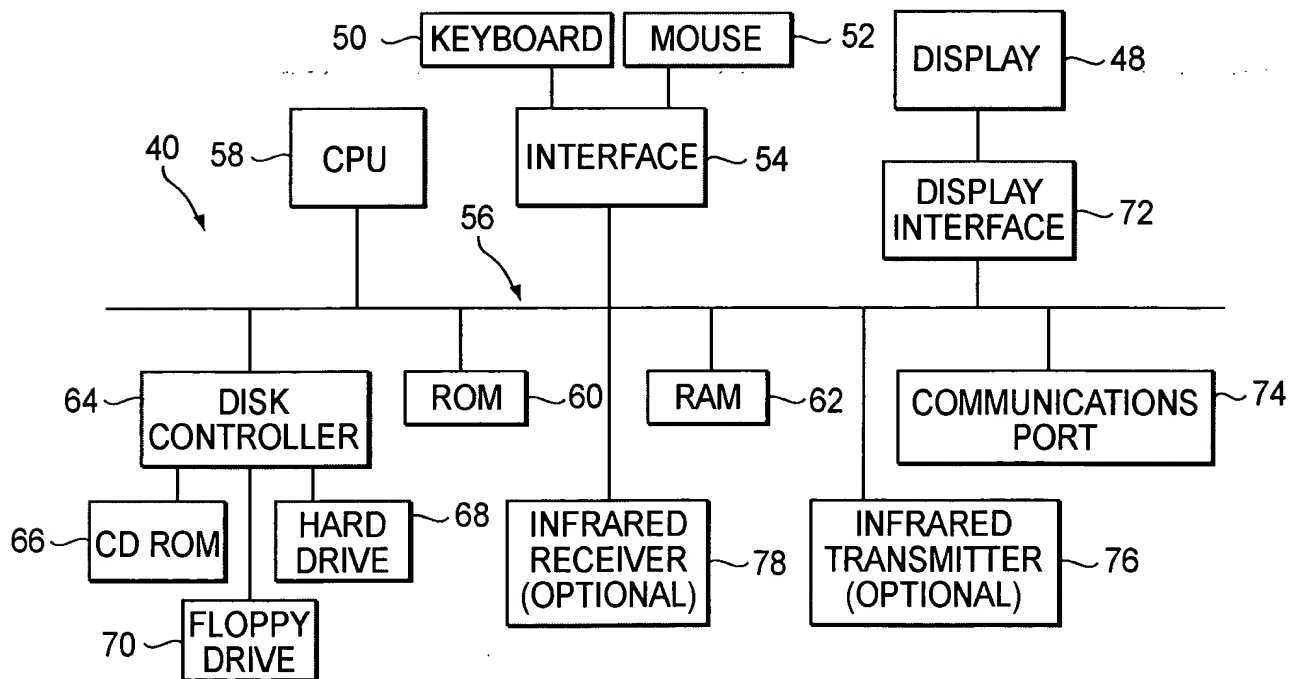 50 KEYBOARD MOUSE 52
DISPLAY 48
40
58 CPU
INTERFACE 54
DISPLAY
INTERFACE 72
56
64 DISK
CONTROLLER
ROM 60
RAM 62
COMMUNICATIONS
PORT 74
66 CD ROM
HARD
DRIVE 68
70 FLOPPY
DRIVE
INFRARED
RECEIVER
(OPTIONAL) 78
INFRARED
TRANSMITTER
(OPTIONAL) 76